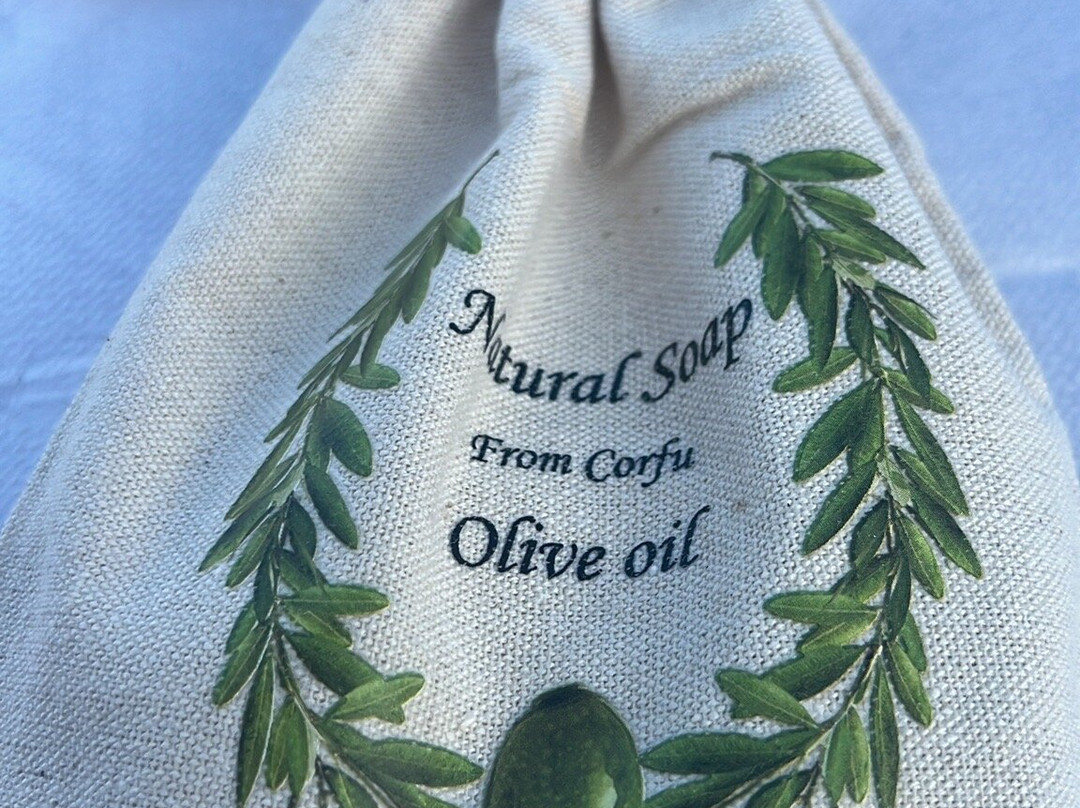 Natural Soap
From Corfu
Olive oil